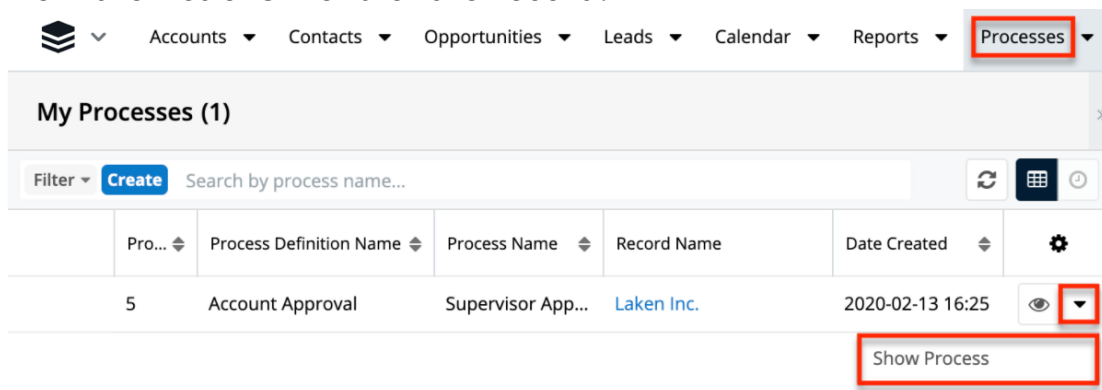 Accounts Contacts Opportunities Leads Calendar Reports Processes
My Processes (1)
Filter Create Search by process name...
Pro... Process Definition Name Process Name Record Name Date Created
5 Account Approval Supervisor App... Laken Inc. 2020-02-13 16:25
Show Process